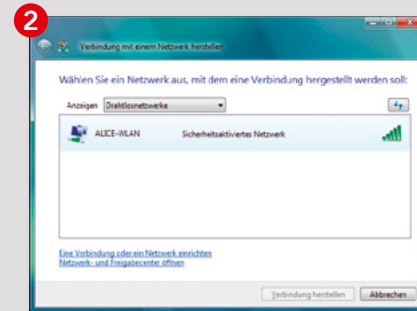 2
Verbindung mit einem Netzwerk herstellen
Wählen Sie ein Netzwerk aus, mit dem eine Verbindung hergestellt werden soll:
Anzeigen Drahtlosnetzwerke
ALICE-WLAN Sicherheitsaktiviertes Netzwerk
Eine Verbindung oder ein Netzwerk einrichten
Netzwerk- und Freigabecenter öffnen
Verbindung herstellen Abbrechen